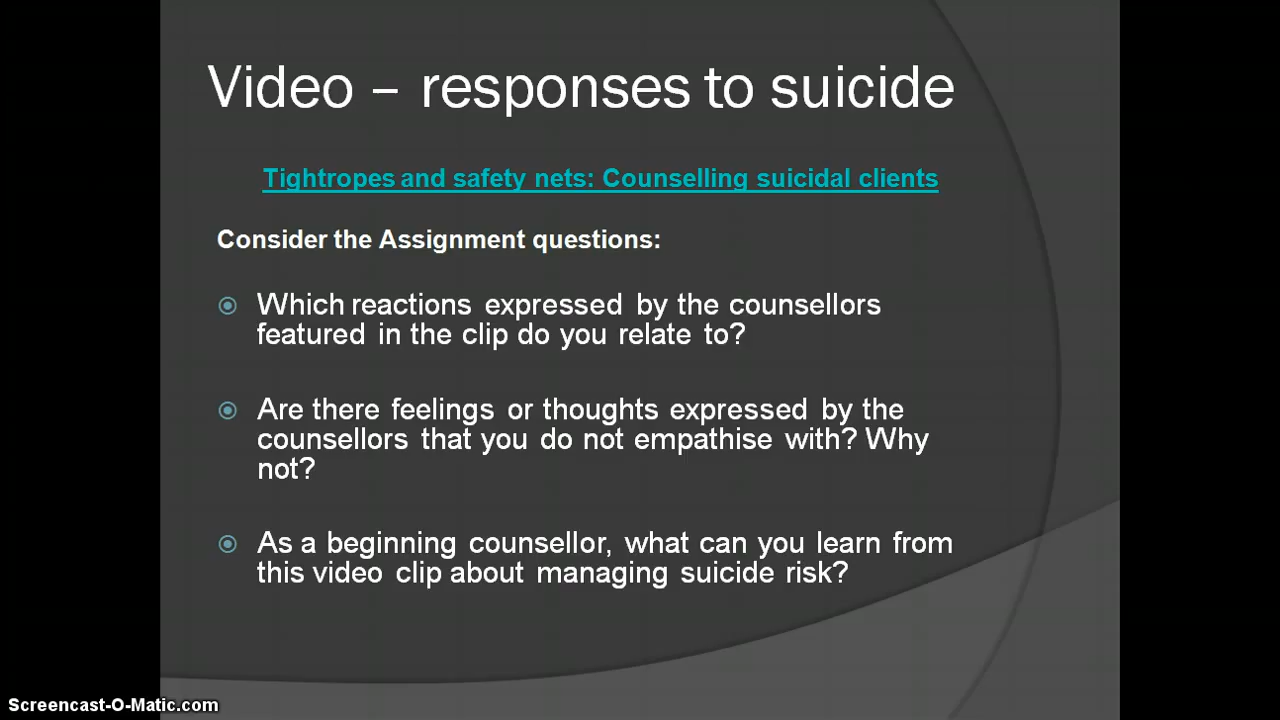 Video – responses to suicide
Tightropes and safety nets: Counselling suicidal clients
Consider the Assignment questions:
Which reactions expressed by the counsellors
featured in the clip do you relate to?
Are there feelings or thoughts expressed by the
counsellors that you do not empathise with? Why
not?
As a beginning counsellor, what can you learn from
this video clip about managing suicide risk?
Screencast-O-Matic.com